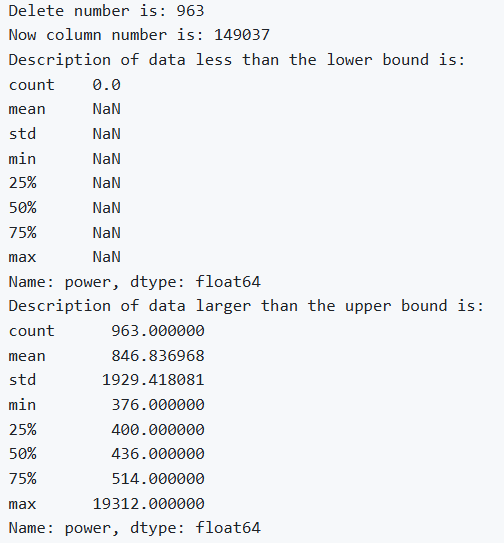 Delete number is: 963
Now column number is: 149037
Description of data less than the lower bound is:
count    0.0
mean     NaN
std      NaN
min      NaN
25%      NaN
50%      NaN
75%      NaN
max      NaN
Name: power, dtype: float64
Description of data larger than the upper bound is:
count      963.000000
mean       846.836968
std       1929.418081
min        376.000000
25%        400.000000
50%        436.000000
75%        514.000000
max      19312.000000
Name: power, dtype: float64